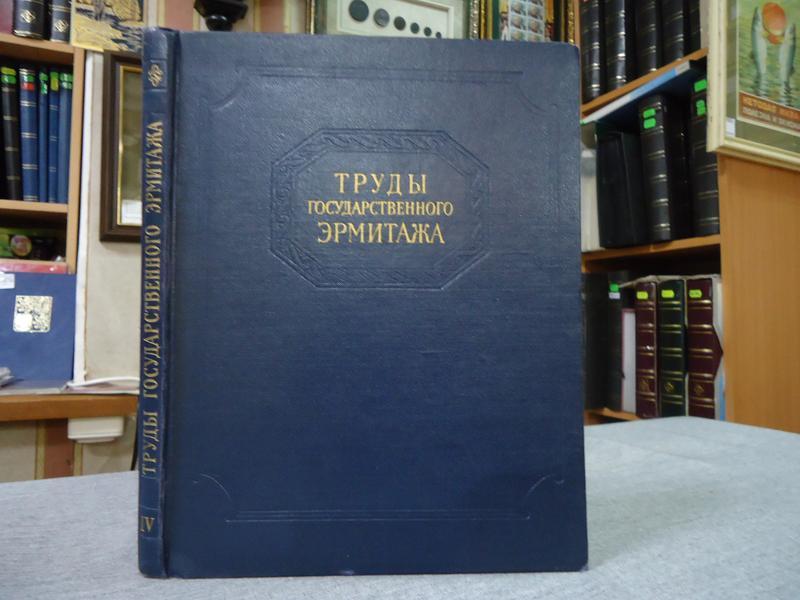 ТРУДЫ
ГОСУДАРСТВЕННОГО
ЭРМИТАЖА
ТРУДЫ ГОСУДАРСТВЕННОГО ЭРМИТАЖА
IV